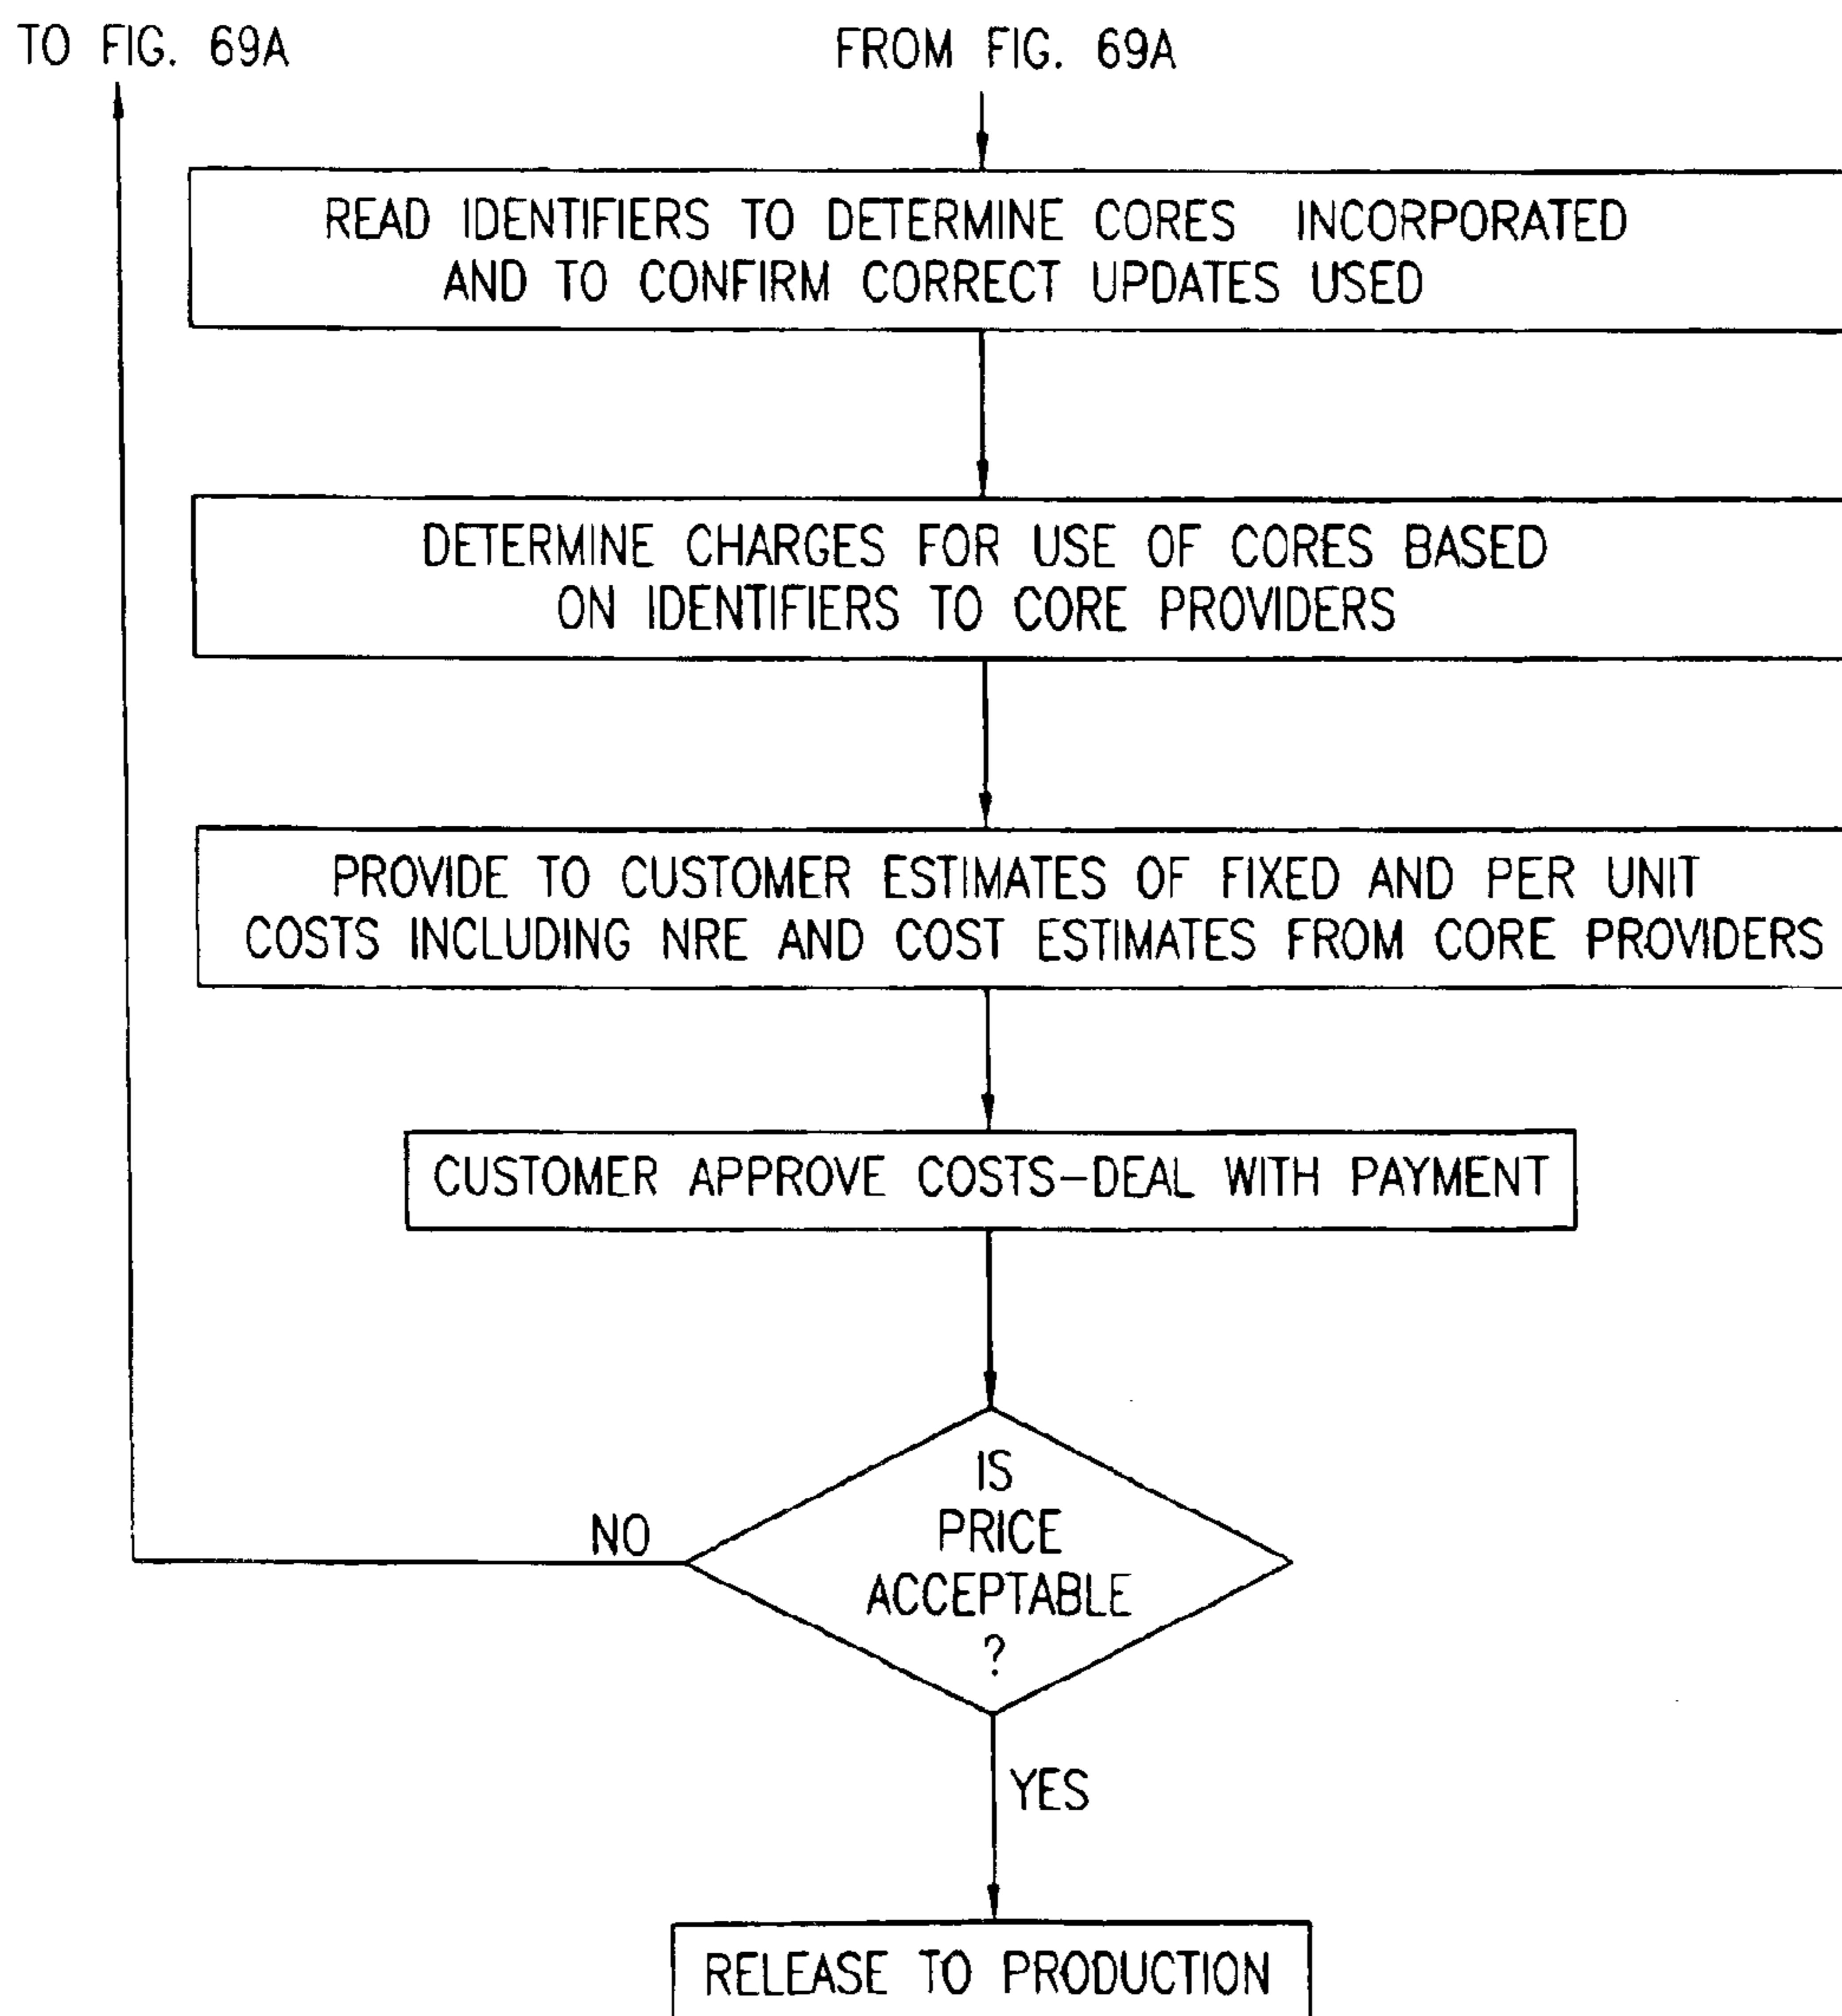 TO FIG. 69A
FROM FIG. 69A
READ IDENTIFIERS TO DETERMINE CORES INCORPORATED
AND TO CONFIRM CORRECT UPDATES USED
DETERMINE CHARGES FOR USE OF CORES BASED
ON IDENTIFIERS TO CORE PROVIDERS
PROVIDE TO CUSTOMER ESTIMATES OF FIXED AND PER UNIT
COSTS INCLUDING NRE AND COST ESTIMATES FROM CORE PROVIDERS
CUSTOMER APPROVE COSTS-DEAL WITH PAYMENT
IS
PRICE
ACCEPTABLE
?
NO
YES
RELEASE TO PRODUCTION